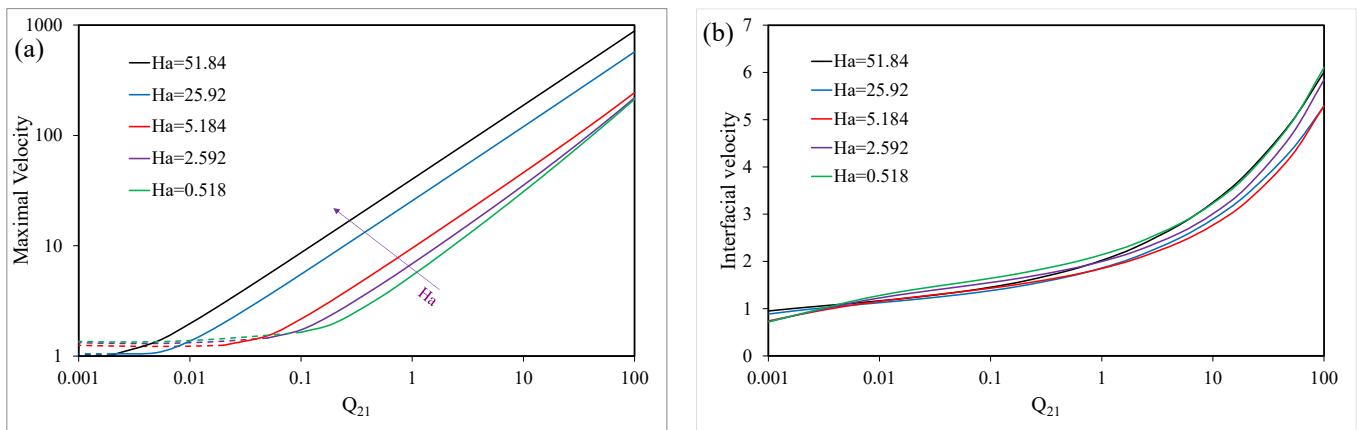 (a)
1000
100
10
1
Maximal Velocity
Ha=51.84
Ha=25.92
Ha=5.184
Ha=2.592
Ha=0.518
Ha
0.001 0.01 0.1 1 10 100
Q21
(b)
7
6
5
4
3
2
1
0
Interfacial velocity
Ha=51.84
Ha=25.92
Ha=5.184
Ha=2.592
Ha=0.518
0.001 0.01 0.1 1 10 100
Q21